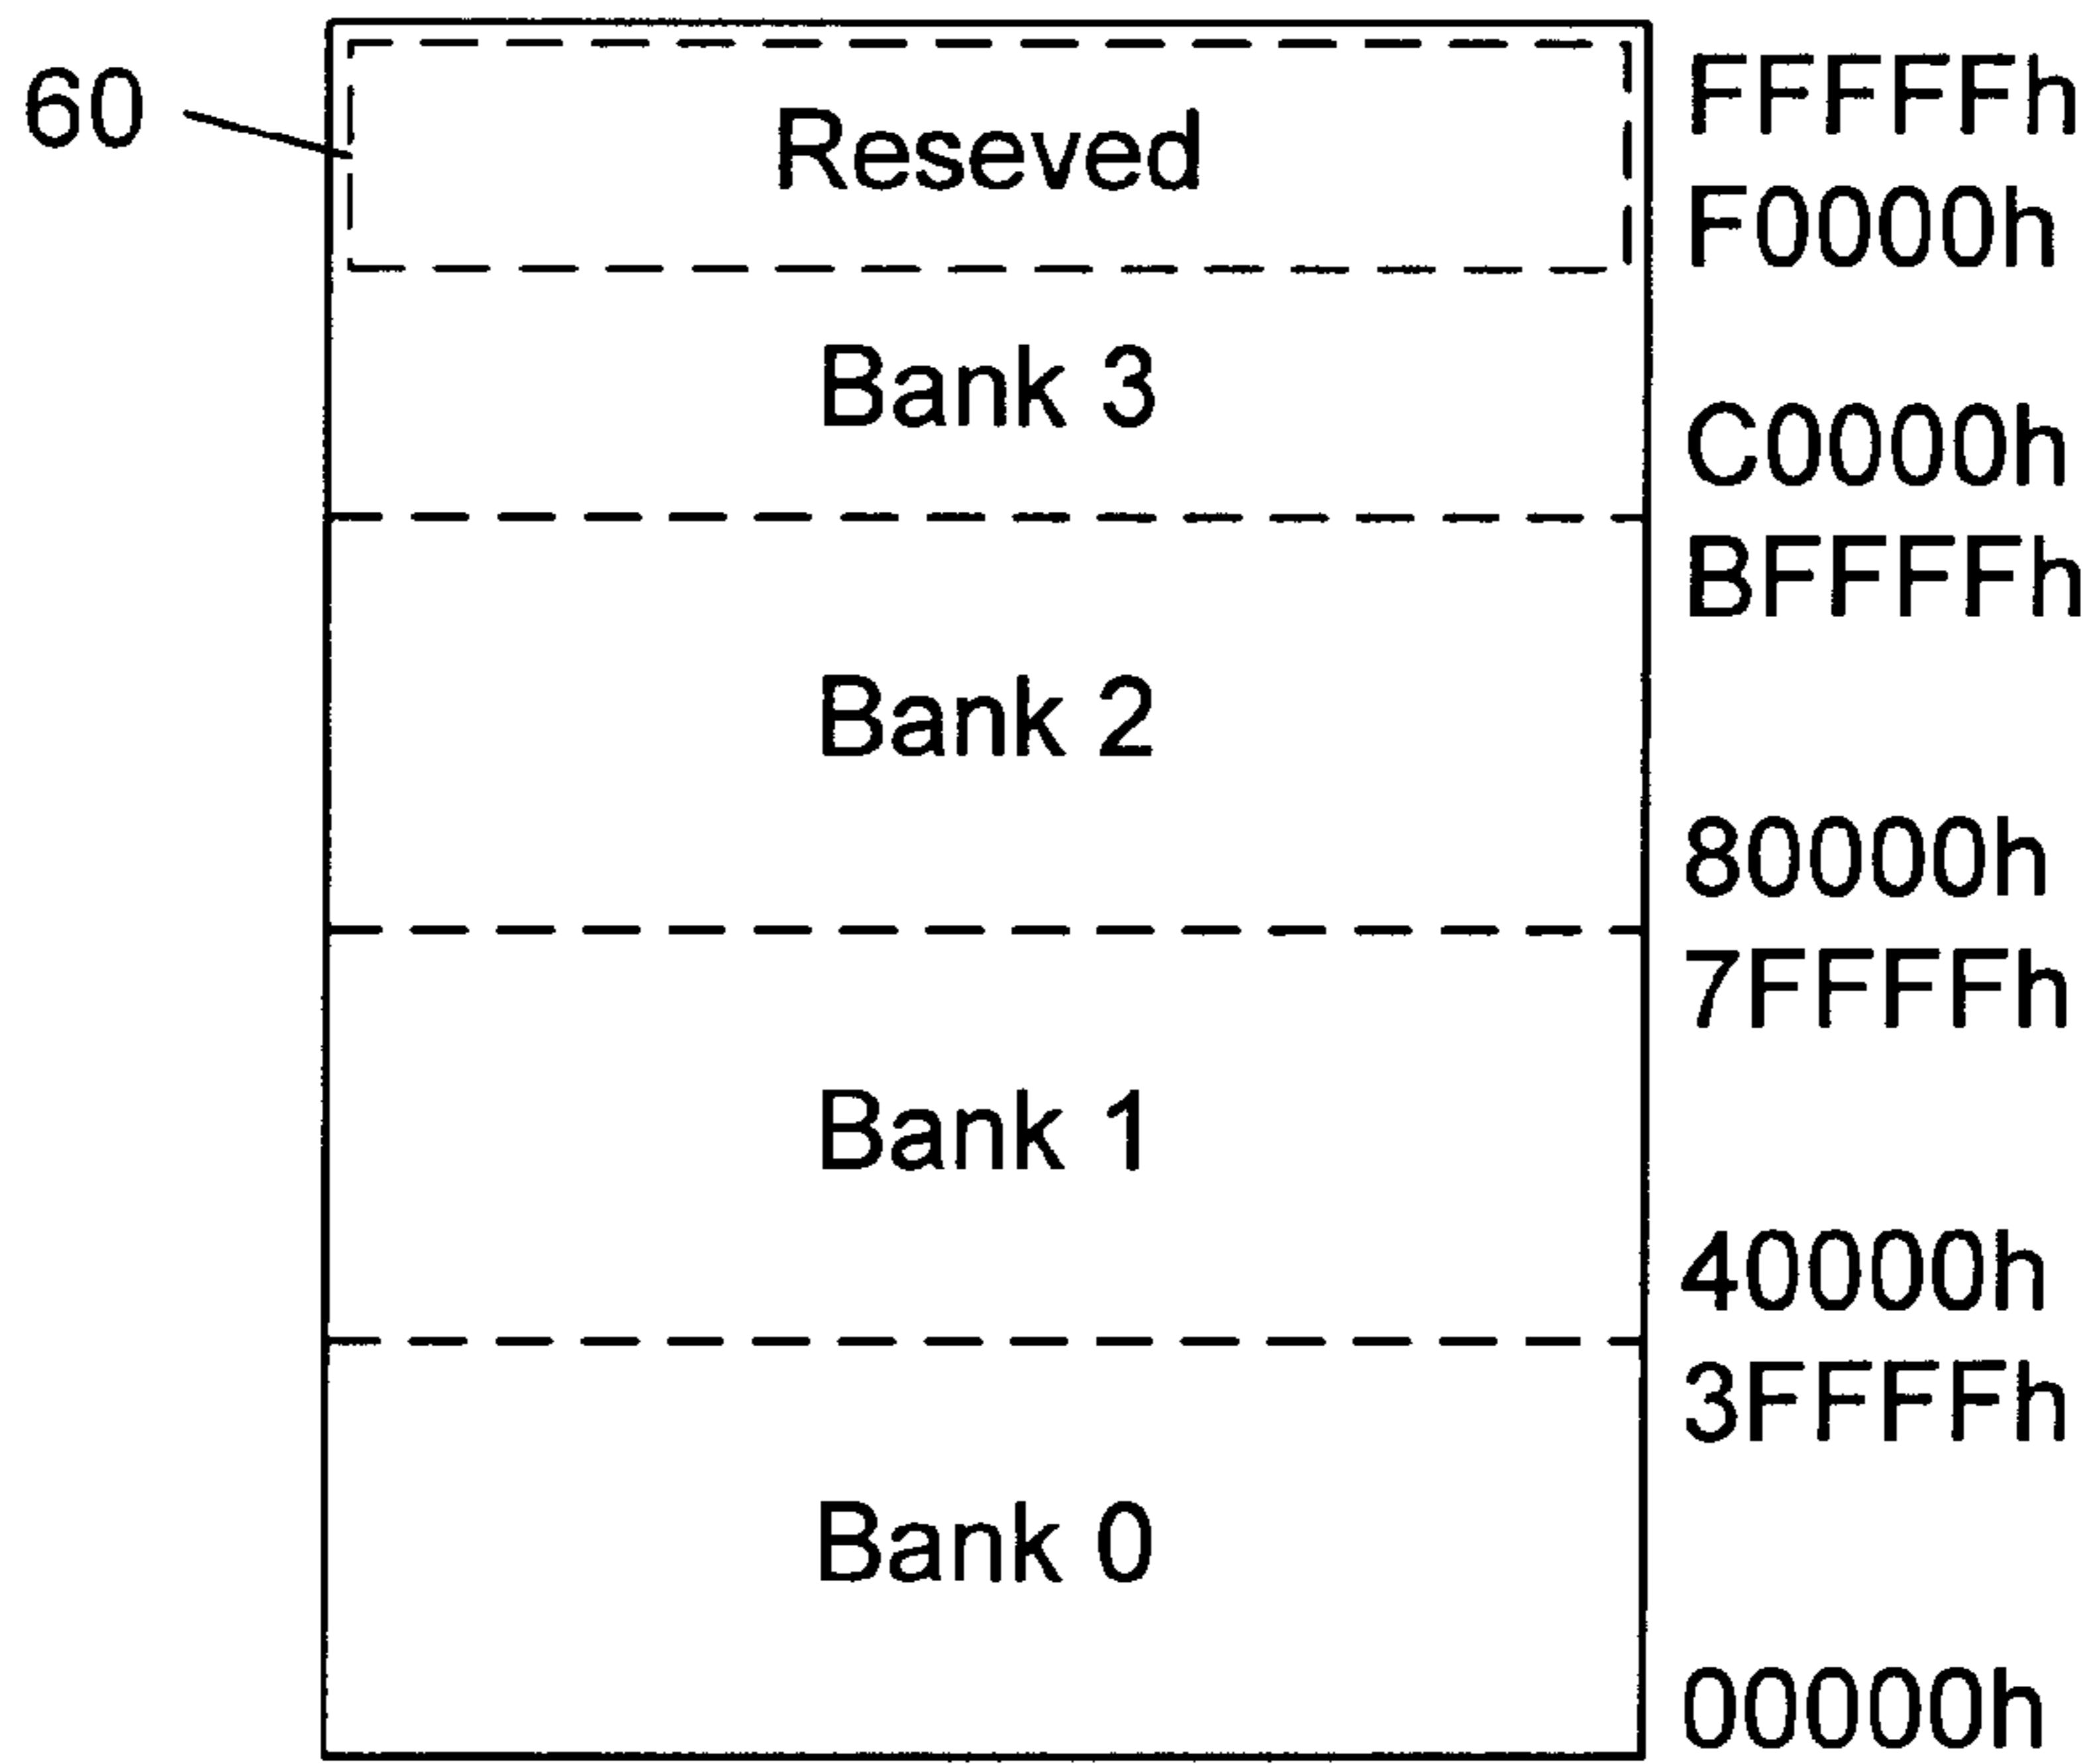 60
Reseved
FFFFFh
F0000h
Bank 3
C0000h
BFFFFh
Bank 2
80000h
7FFFFh
Bank 1
40000h
3FFFFh
Bank 0
00000h